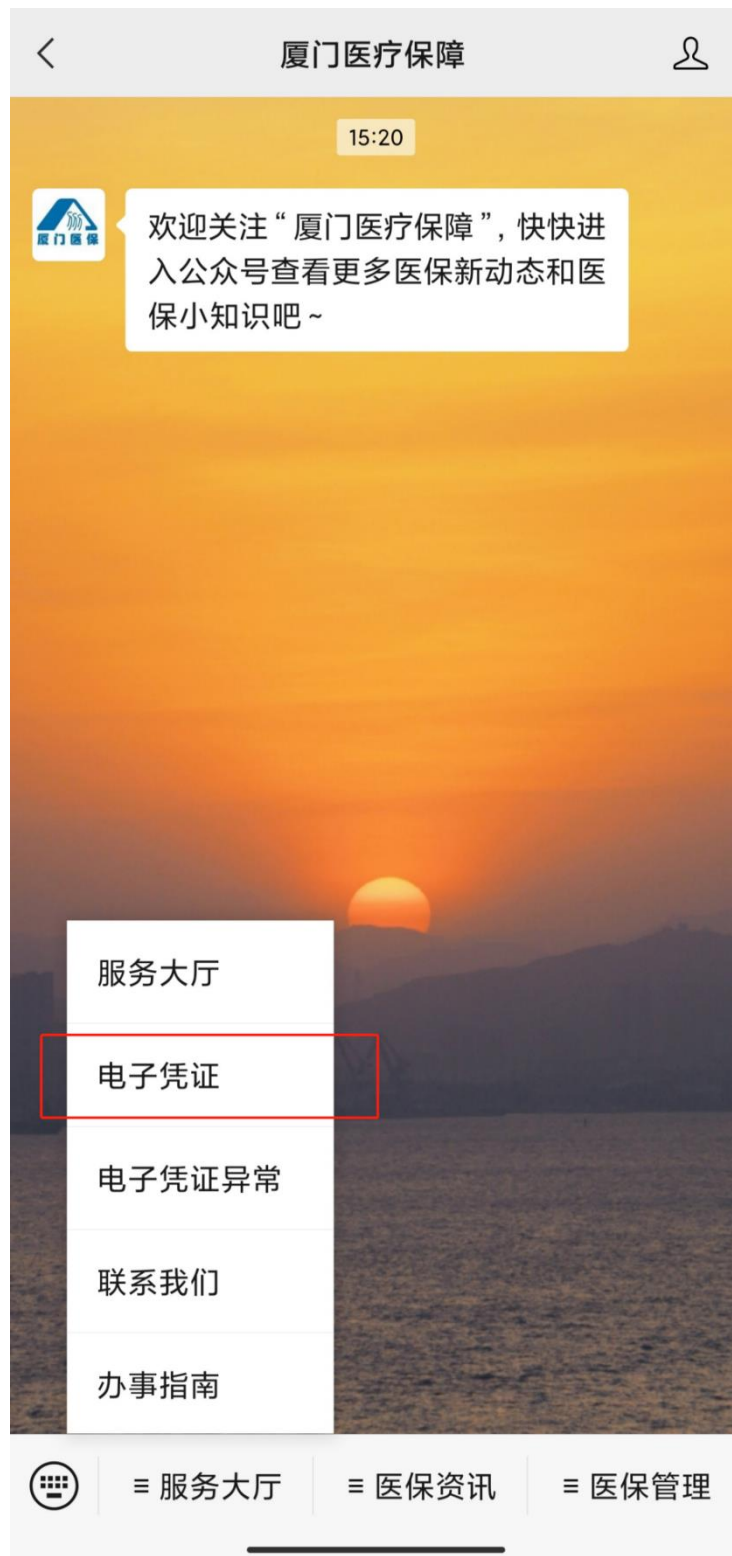 厦门医疗保障
15:20
厦门医保
欢迎关注“厦门医疗保障”,快快进
入公众号查看更多医保新动态和医
保小知识吧~
服务大厅
电子凭证
电子凭证异常
联系我们
办事指南
≡ 服务大厅
≡ 医保资讯
≡ 医保管理